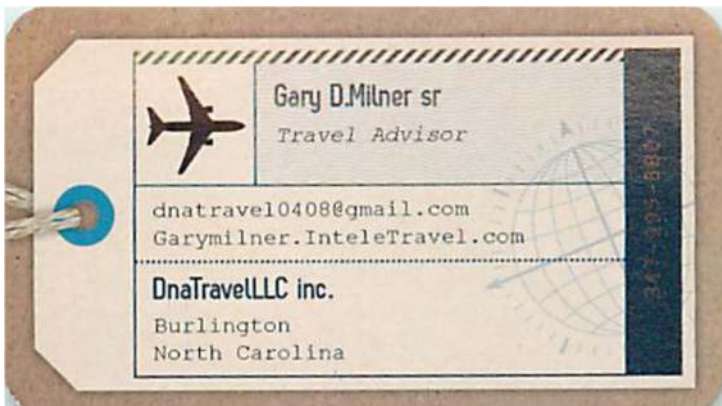 Gary D.Milner sr
Travel Advisor
dnatravel0408@gmail.com
Garymilner.InteleTravel.com
DnaTravelLLC inc.
Burlington
North Carolina